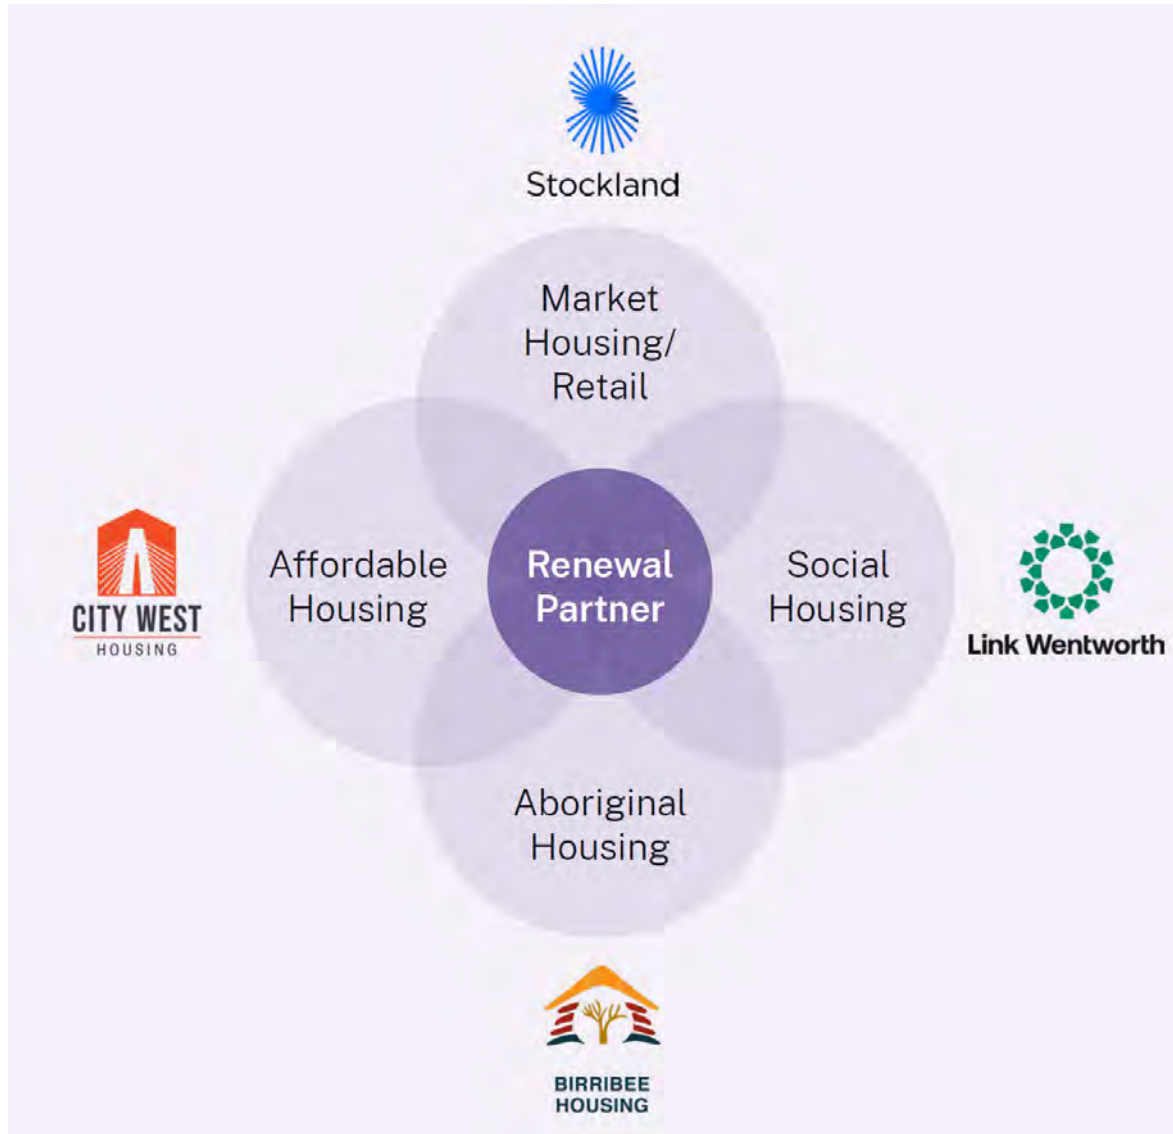 Stockland
Market
Housing/
Retail
Affordable
Housing
Renewal
Partner
Social
Housing
CITY WEST
HOUSING
Link Wentworth
Aboriginal
Housing
BIRRIBEE
HOUSING